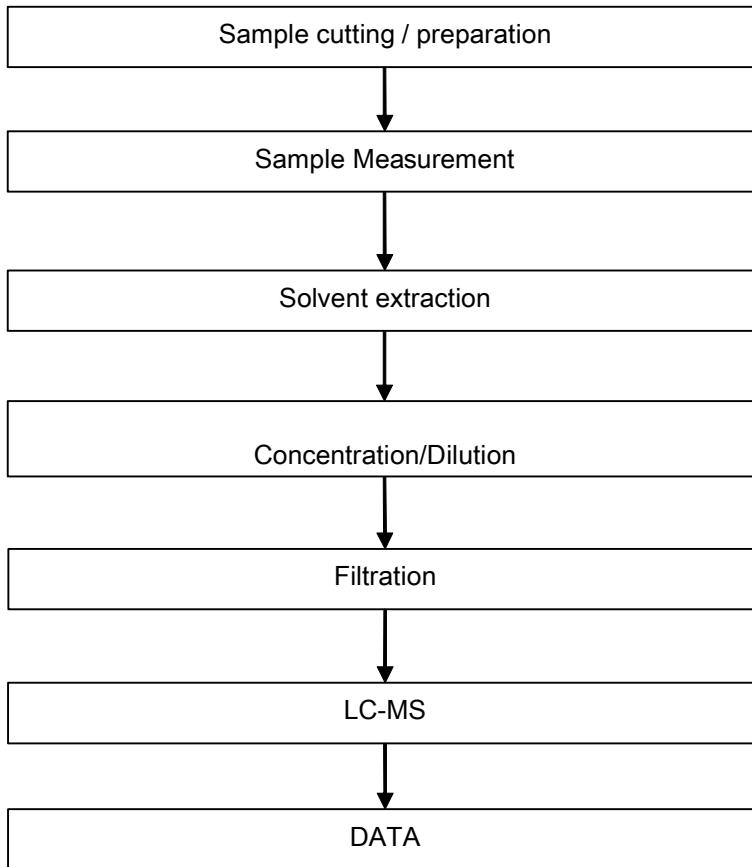 Sample cutting / preparation
Sample Measurement
Solvent extraction
Concentration/Dilution
Filtration
LC-MS
DATA